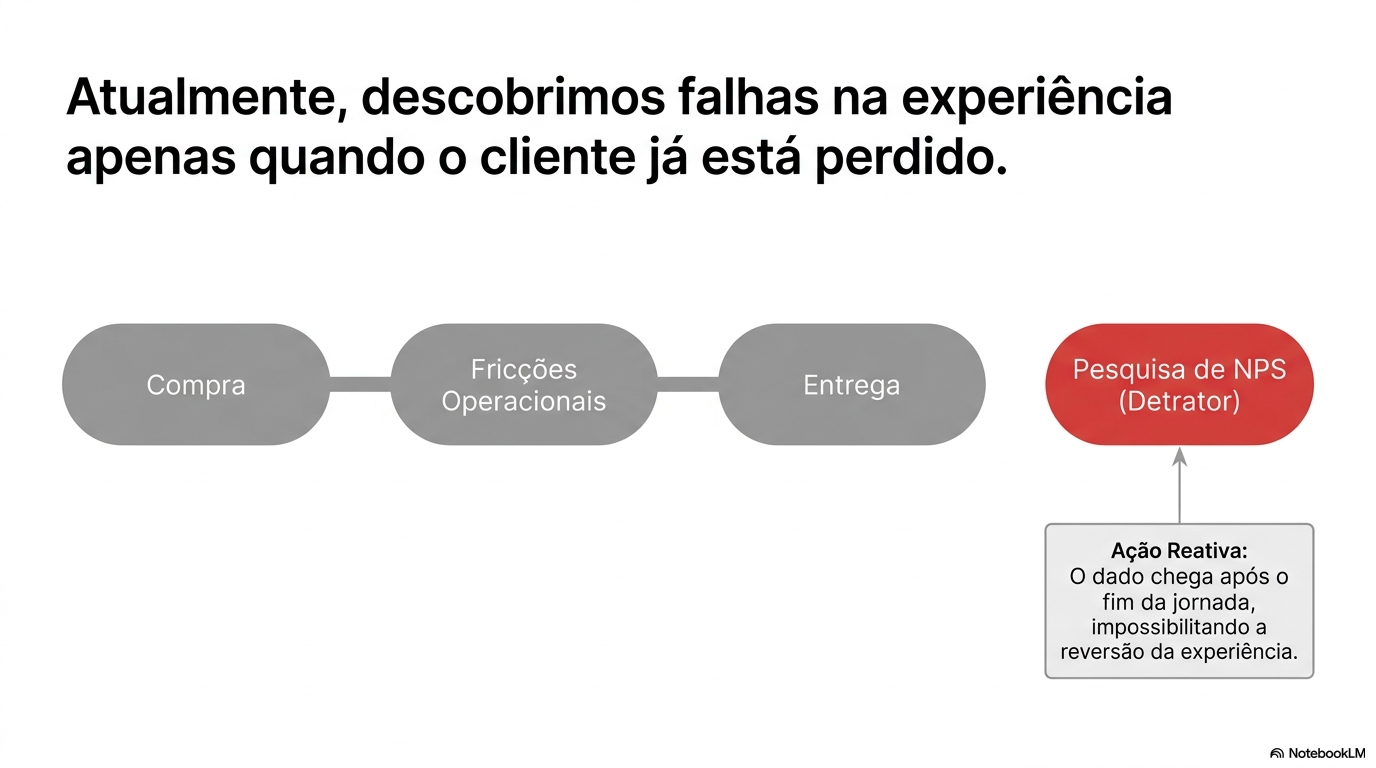 Atualmente, descobrimos falhas na experiência
apenas quando o cliente já está perdido.
Compra
Fricções
Operacionais
Entrega
Pesquisa de NPS
(Detrator)
Ação Reativa:
O dado chega após o
fim da jornada,
impossibilitando a
reversão da experiência.
NotebookLM